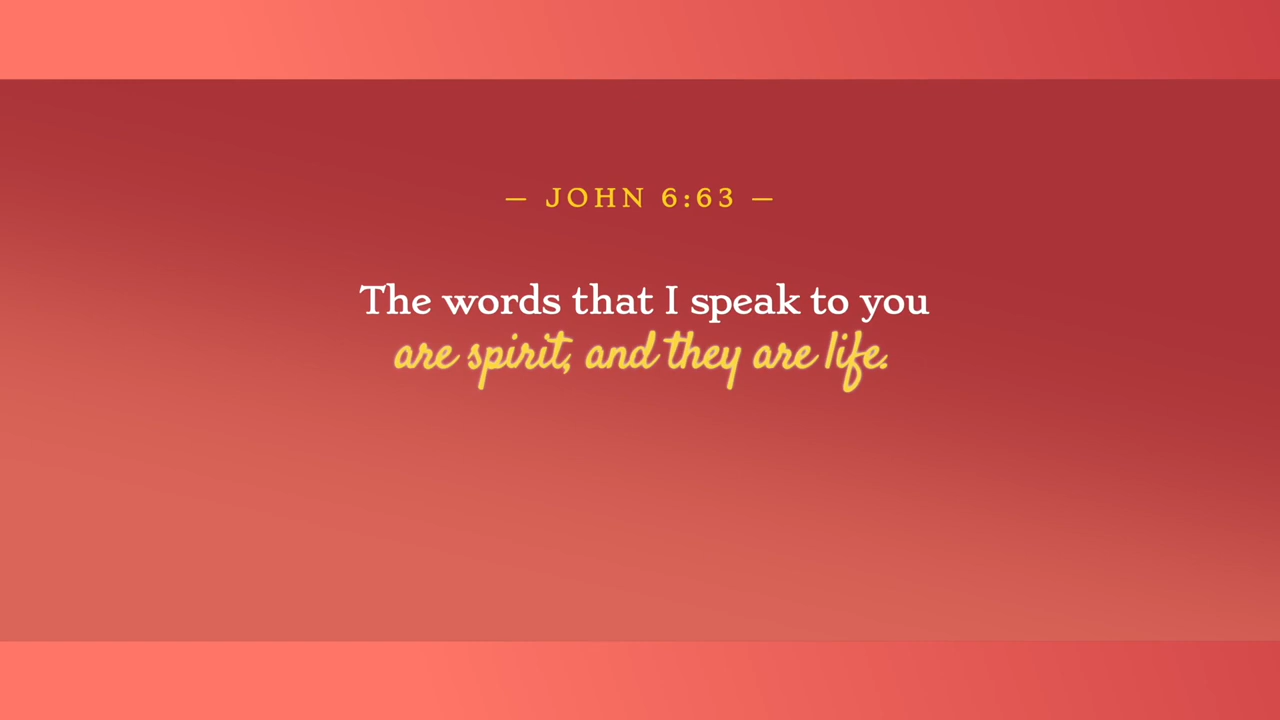 — JOHN 6:63 —
The words that I speak to you
are spirit, and they are life.